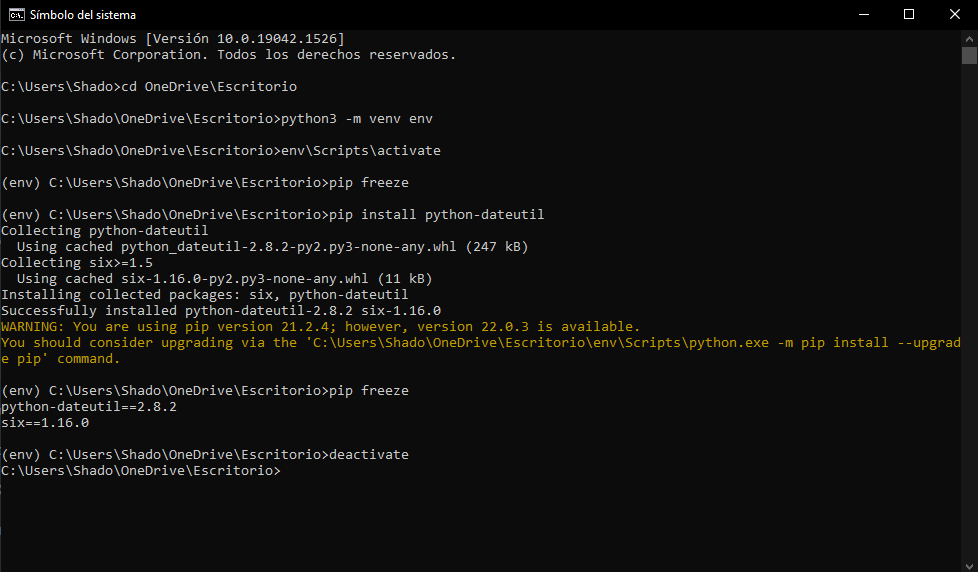 Símbolo del sistema
Microsoft Windows [Versión 10.0.19042.1526]
(c) Microsoft Corporation. Todos los derechos reservados.
C:\Users\Shado>cd OneDrive\Escritorio
C:\Users\Shado\OneDrive\Escritorio>python3 -m venv env
C:\Users\Shado\OneDrive\Escritorio>env\Scripts\activate
(env) C:\Users\Shado\OneDrive\Escritorio>pip freeze
(env) C:\Users\Shado\OneDrive\Escritorio>pip install python-dateutil
Collecting python-dateutil
  Using cached python_dateutil-2.8.2-py2.py3-none-any.whl (247 kB)
Collecting six>=1.5
  Using cached six-1.16.0-py2.py3-none-any.whl (11 kB)
Installing collected packages: six, python-dateutil
Successfully installed python-dateutil-2.8.2 six-1.16.0
WARNING: You are using pip version 21.2.4; however, version 22.0.3 is available.
You should consider upgrading via the 'C:\Users\Shado\OneDrive\Escritorio\env\Scripts\python.exe -m pip install --upgrad
e pip' command.
(env) C:\Users\Shado\OneDrive\Escritorio>pip freeze
python-dateutil==2.8.2
six==1.16.0
(env) C:\Users\Shado\OneDrive\Escritorio>deactivate
C:\Users\Shado\OneDrive\Escritorio>